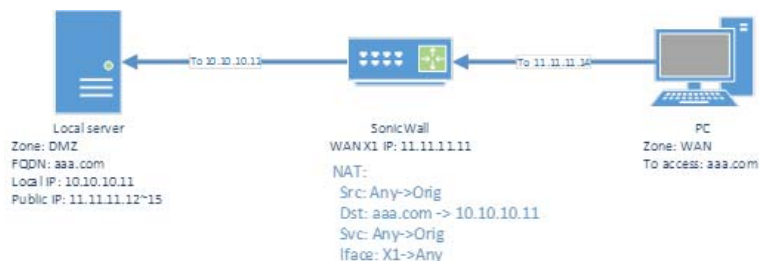 To 10.10.10.11
To 11.11.11.14
Local server
Zone: DMZ
FQDN: aaa.com
Local IP: 10.10.10.11
Public IP: 11.11.11.12~15
SonicWall
WAN X1 IP: 11.11.11.11
NAT:
Src: Any->Orig
Dst: aaa.com -> 10.10.10.11
Svc: Any->Orig
Iface: X1->Any
PC
Zone: WAN
To access: aaa.com